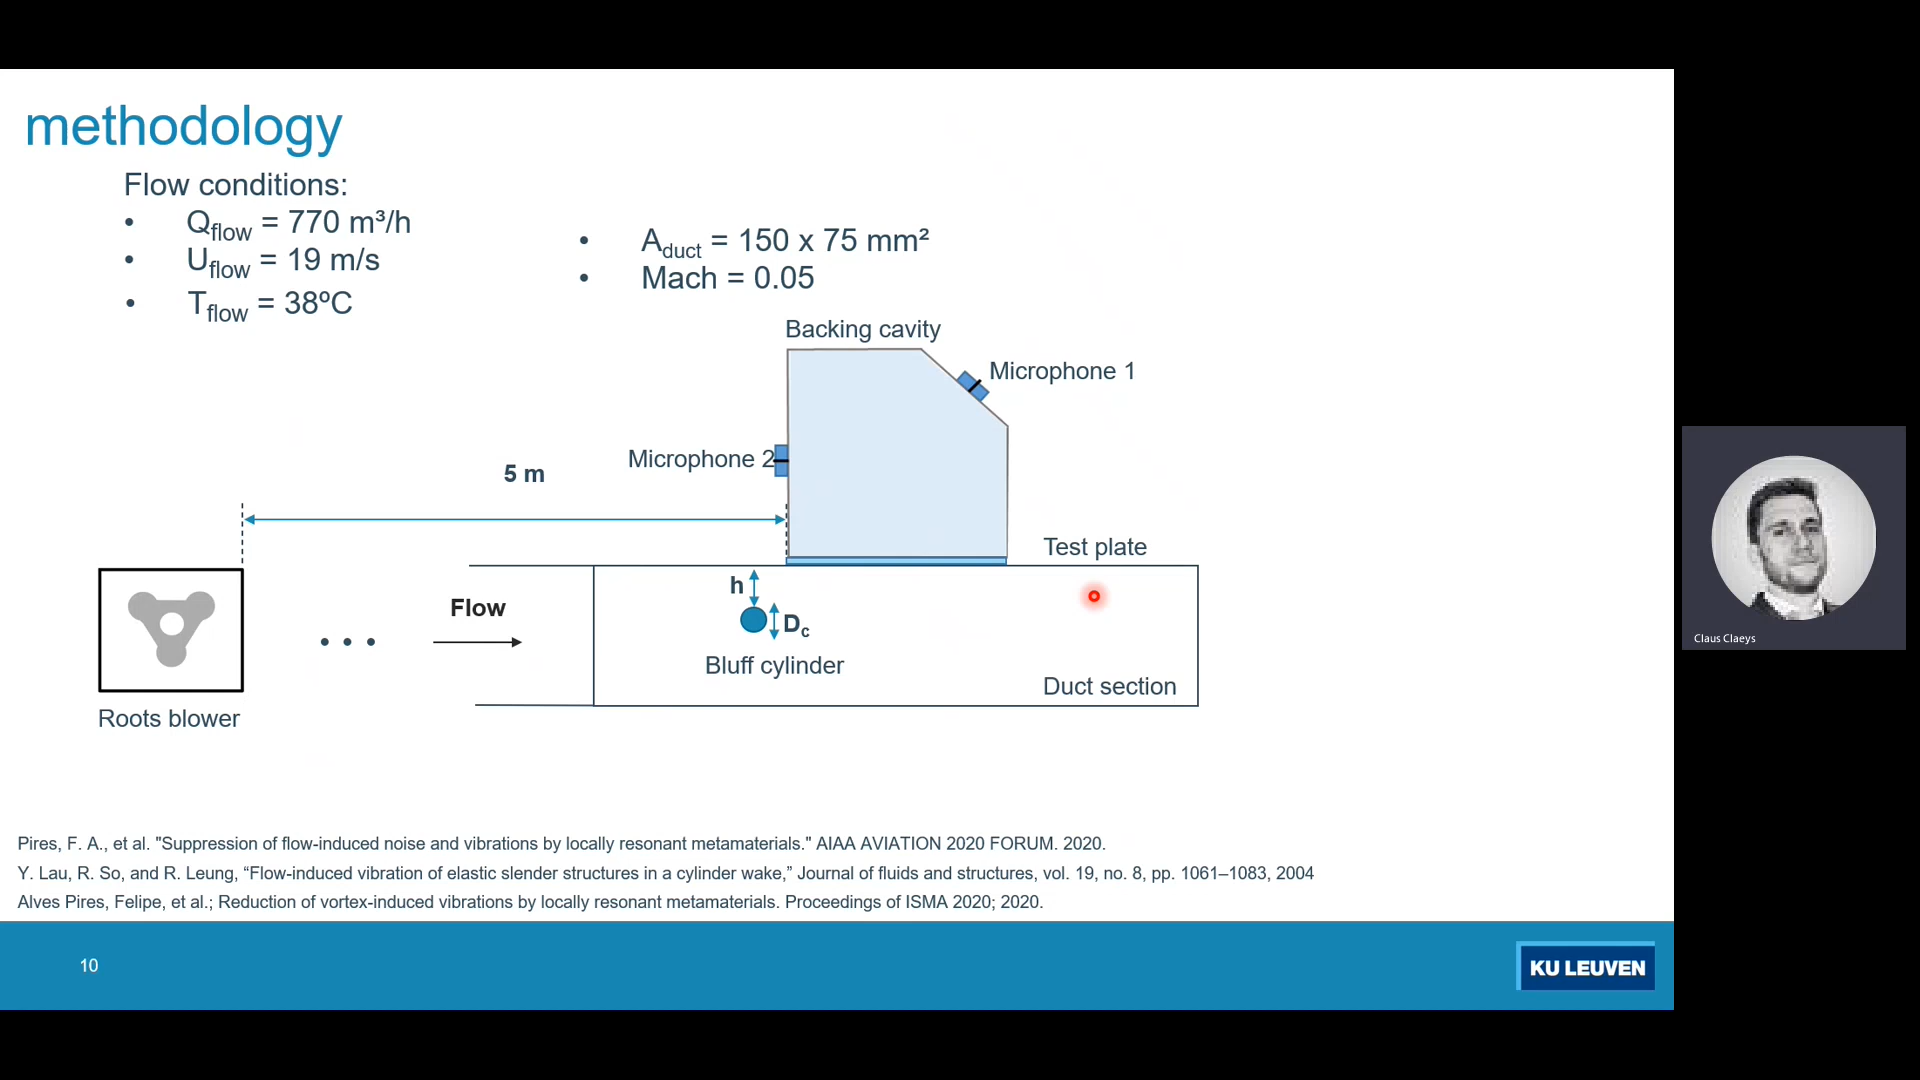 methodology
Flow conditions:
• Qflow = 770 m³/h
• Uflow = 19 m/s
• Tflow = 38ºC
• Aduct = 150 x 75 mm²
• Mach = 0.05
Backing cavity
Microphone 1
Microphone 2
5 m
Test plate
h
Flow
Dc
Bluff cylinder
Duct section
Roots blower
Claus Claeys
Pires, F. A., et al. "Suppression of flow-induced noise and vibrations by locally resonant metamaterials." AIAA AVIATION 2020 FORUM. 2020.
Y. Lau, R. So, and R. Leung, “Flow-induced vibration of elastic slender structures in a cylinder wake,” Journal of fluids and structures, vol. 19, no. 8, pp. 1061–1083, 2004
Alves Pires, Felipe, et al.; Reduction of vortex-induced vibrations by locally resonant metamaterials. Proceedings of ISMA 2020; 2020.
10
KU LEUVEN